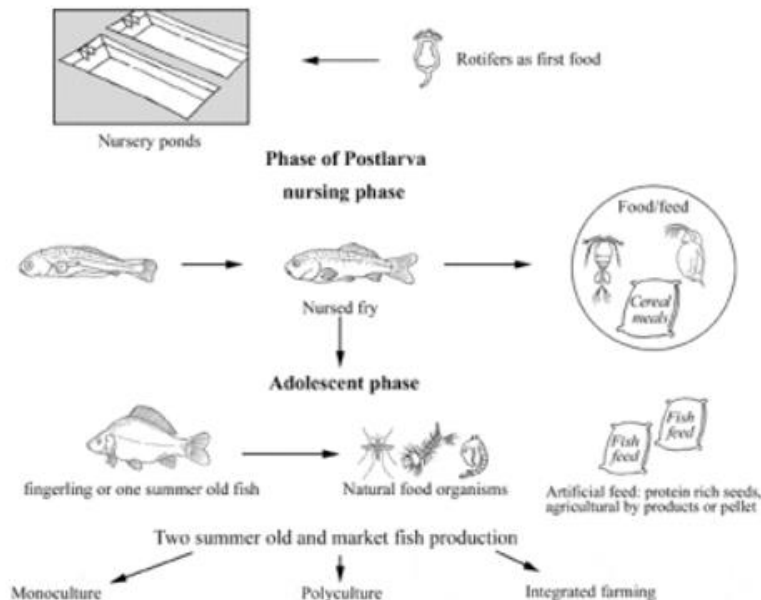 Rotifers as first food
Nursery ponds
Phase of Postlarva
nursing phase
Food/feed
Cereal
meals
Nursed fry
Adolescent phase
Fish
feed
Fish
feed
fingerling or one summer old fish
Natural food organisms
Artificial feed: protein rich seeds,
agricultural by products or pellet
Two summer old and market fish production
Monoculture
Polyculture
Integrated farming